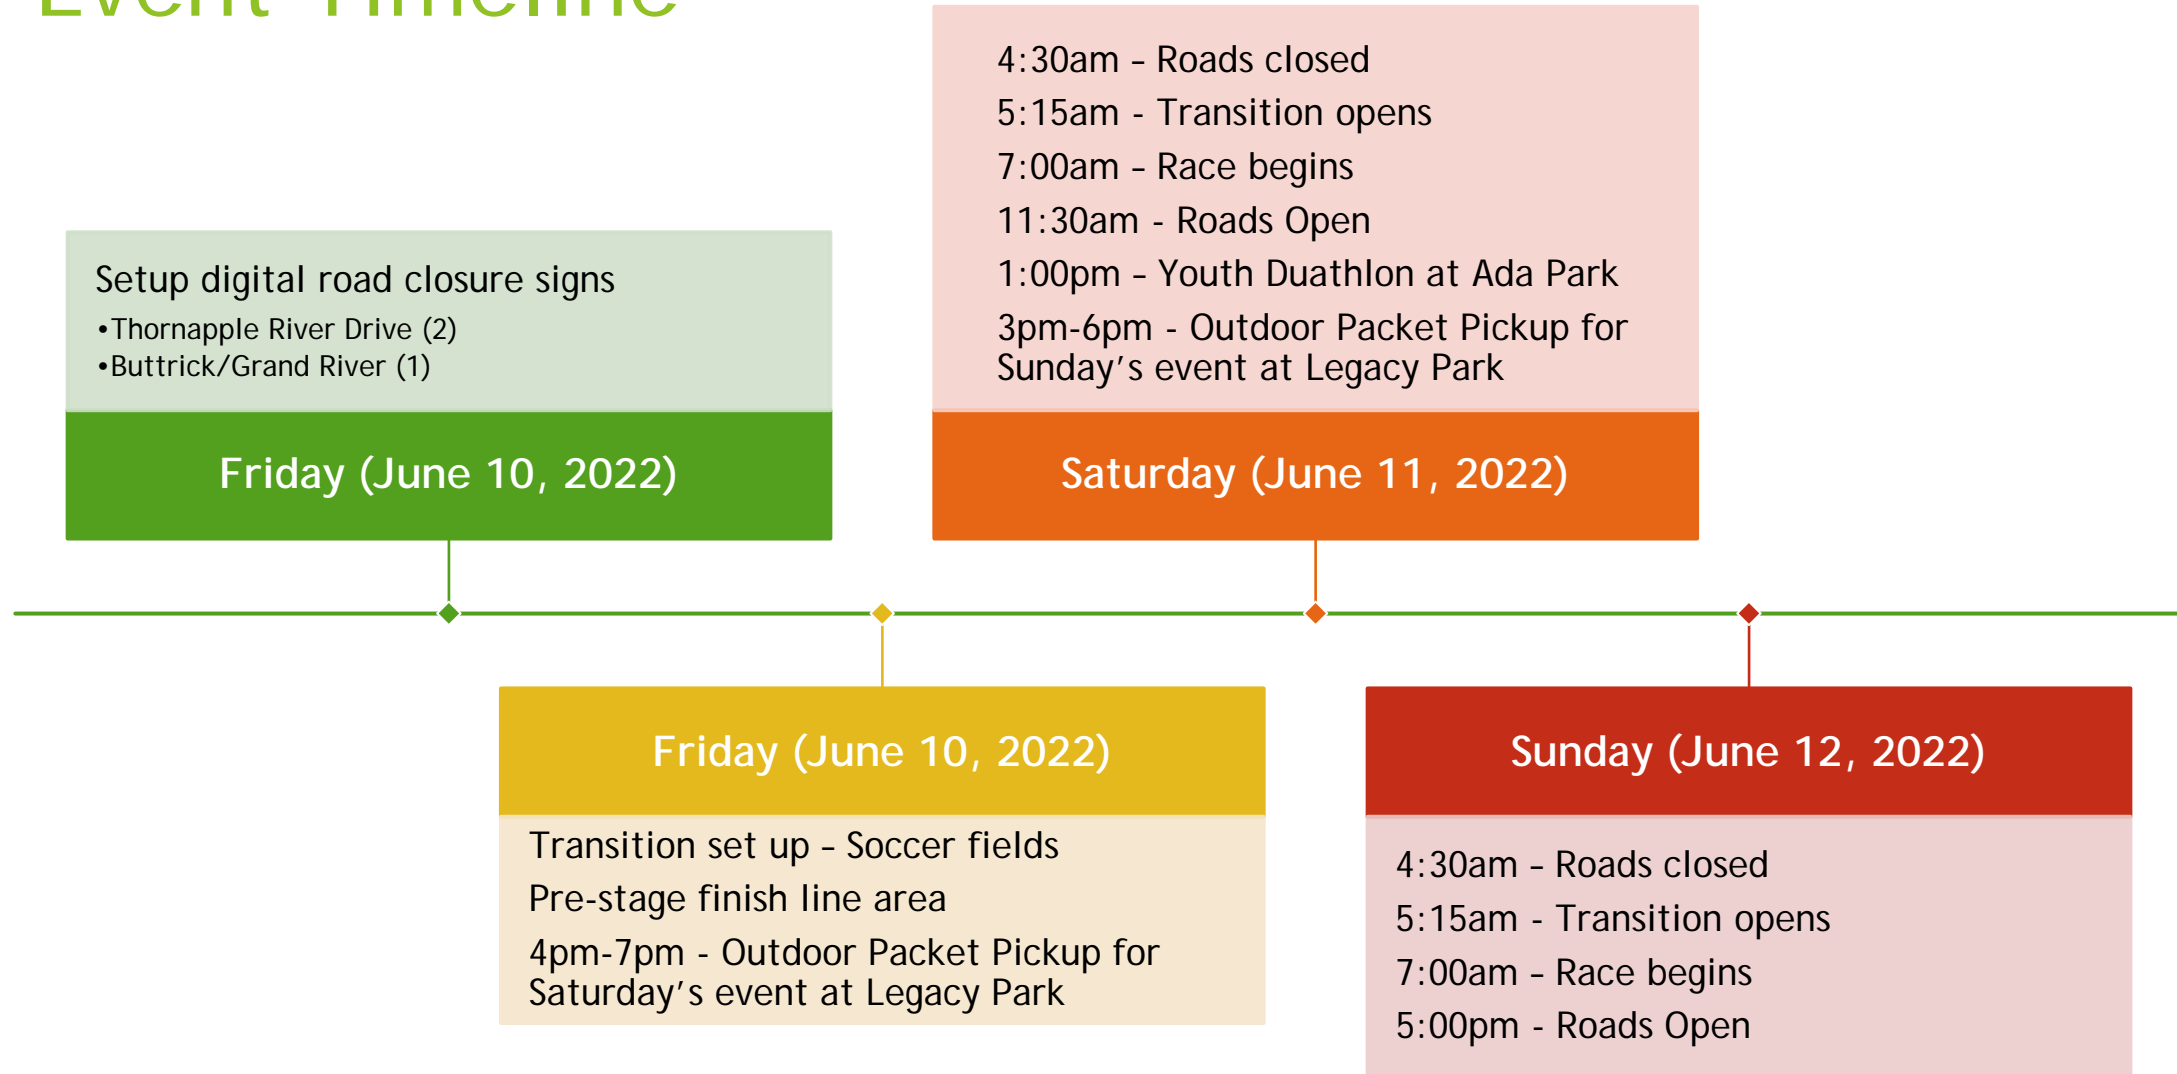 Event Timeline
Setup digital road closure signs
•Thornapple River Drive (2)
•Buttrick/Grand River (1)
Friday (June 10, 2022)
Friday (June 10, 2022)
Transition set up – Soccer fields
Pre-stage finish line area
4pm-7pm - Outdoor Packet Pickup for
Saturday’s event at Legacy Park
4:30am – Roads closed
5:15am - Transition opens
7:00am – Race begins
11:30am - Roads Open
1:00pm – Youth Duathlon at Ada Park
3pm-6pm - Outdoor Packet Pickup for
Sunday’s event at Legacy Park
Saturday (June 11, 2022)
Sunday (June 12, 2022)
4:30am – Roads closed
5:15am - Transition opens
7:00am – Race begins
5:00pm - Roads Open